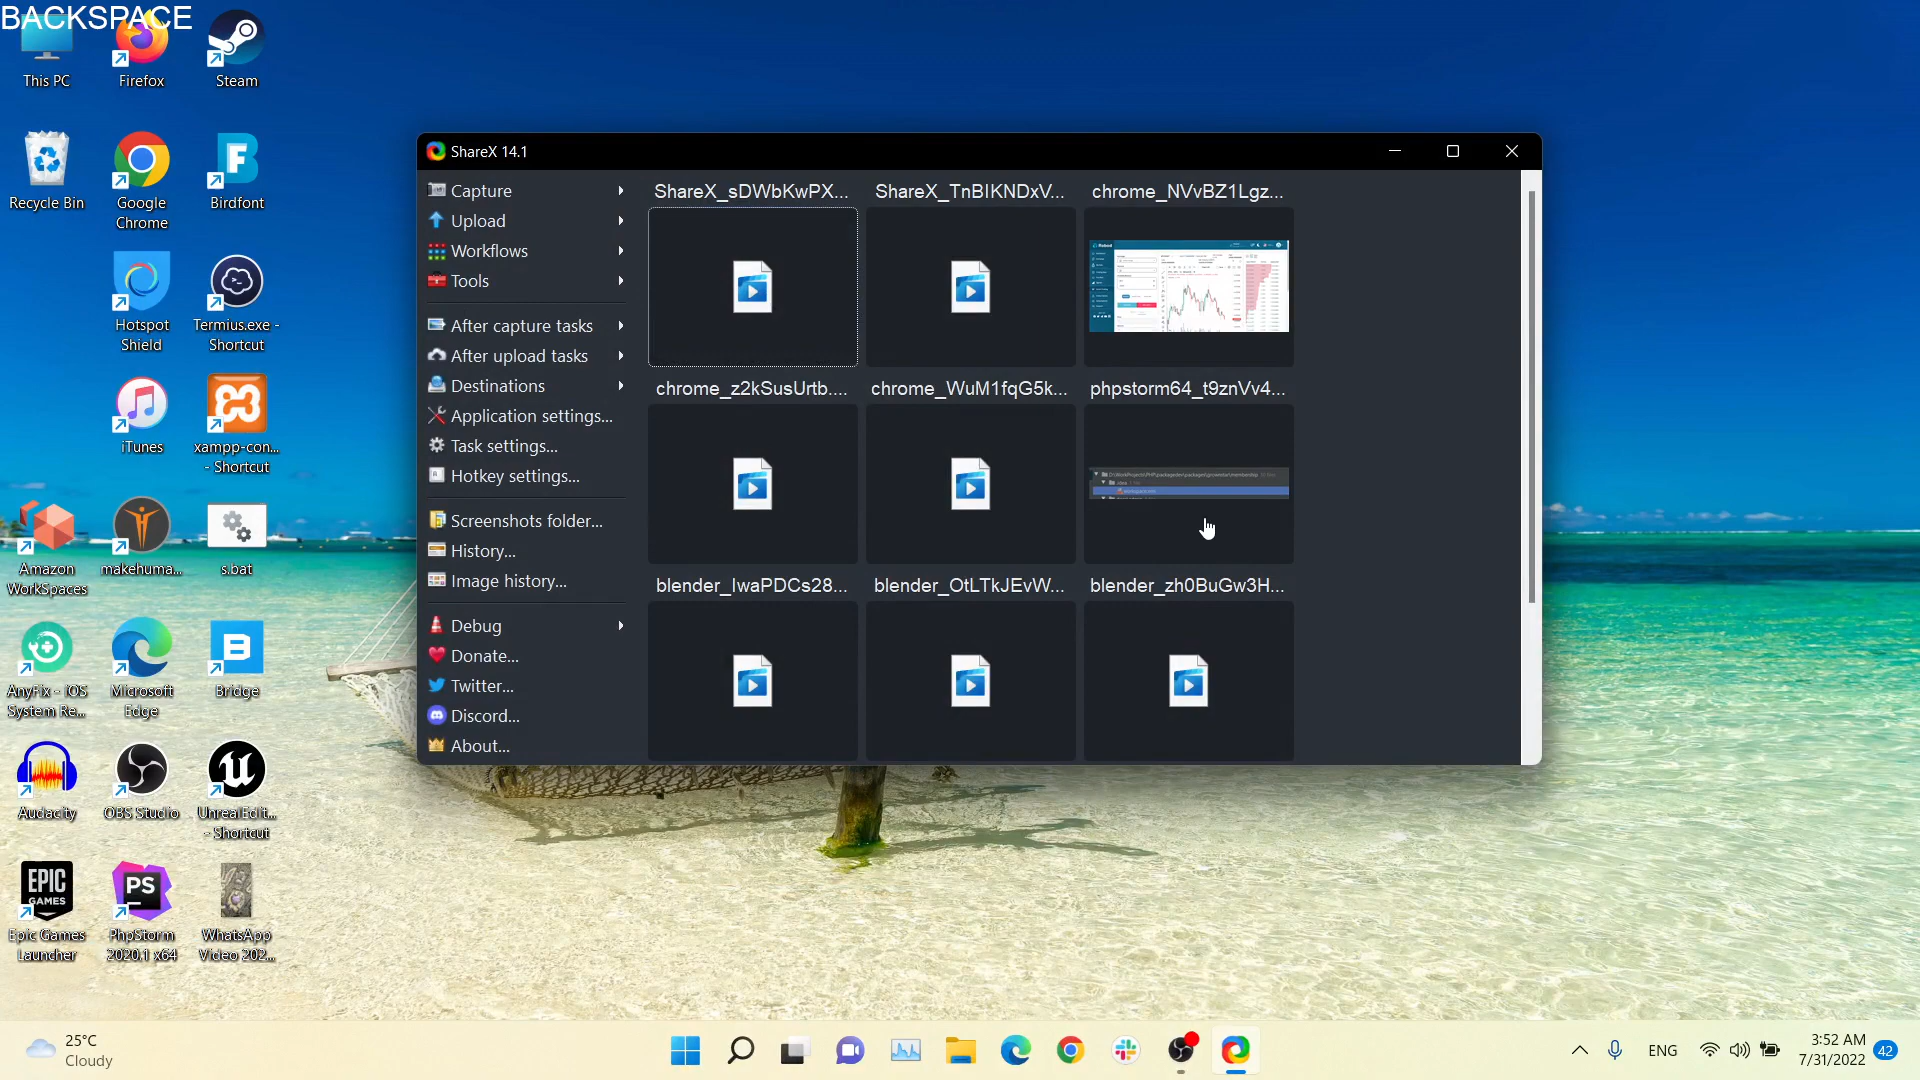 BACKSPACE
This PC
Firefox
Steam
Recycle Bin
Google
Chrome
Birdfont
Hotspot
Shield
Termius.exe -
Shortcut
iTunes
xampp-con...
- Shortcut
Amazon
WorkSpaces
makehuma...
s.bat
AnyFix - iOS
System Re...
Microsoft
Edge
Bridge
Audacity
OBS Studio
UnrealEdit...
- Shortcut
EPIC
GAMES
Epic Games
Launcher
PS
PhpStorm
2020.1 x64
WhatsApp
Video 202...
ShareX 14.1
Capture
Upload
Workflows
Tools
After capture tasks
After upload tasks
Destinations
Application settings...
Task settings...
Hotkey settings...
Screenshots folder...
History...
Image history...
Debug
Donate...
Twitter...
Discord...
About...
ShareX_sDWbKwPX...
ShareX_TnBIKNDxV...
chrome_NVvBZ1Lgz...
chrome_z2kSusUrtb....
chrome_WuM1fqG5k...
phpstorm64_t9znVv4...
blender_IwaPDCs28...
blender_OtLTkJEvW...
blender_zh0BuGw3H...
25°C
Cloudy
ENG
3:52 AM
7/31/2022
42